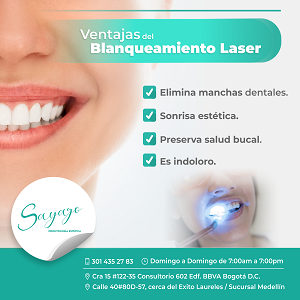 Ventajas del
Blanqueamiento Laser
Elimina manchas dentales.
Sonrisa estética.
Preserva salud bucal.
Es indoloro.
Sayago
301 435 27 83
Domingo a Domingo de 7:00am a 7:00pm
Cra 15 #122-35 Consultorio 602 Edf. BBVA Bogotá D.C.
Calle 40#80D-57, cerca del Exito Laureles / Sucursal Medellín